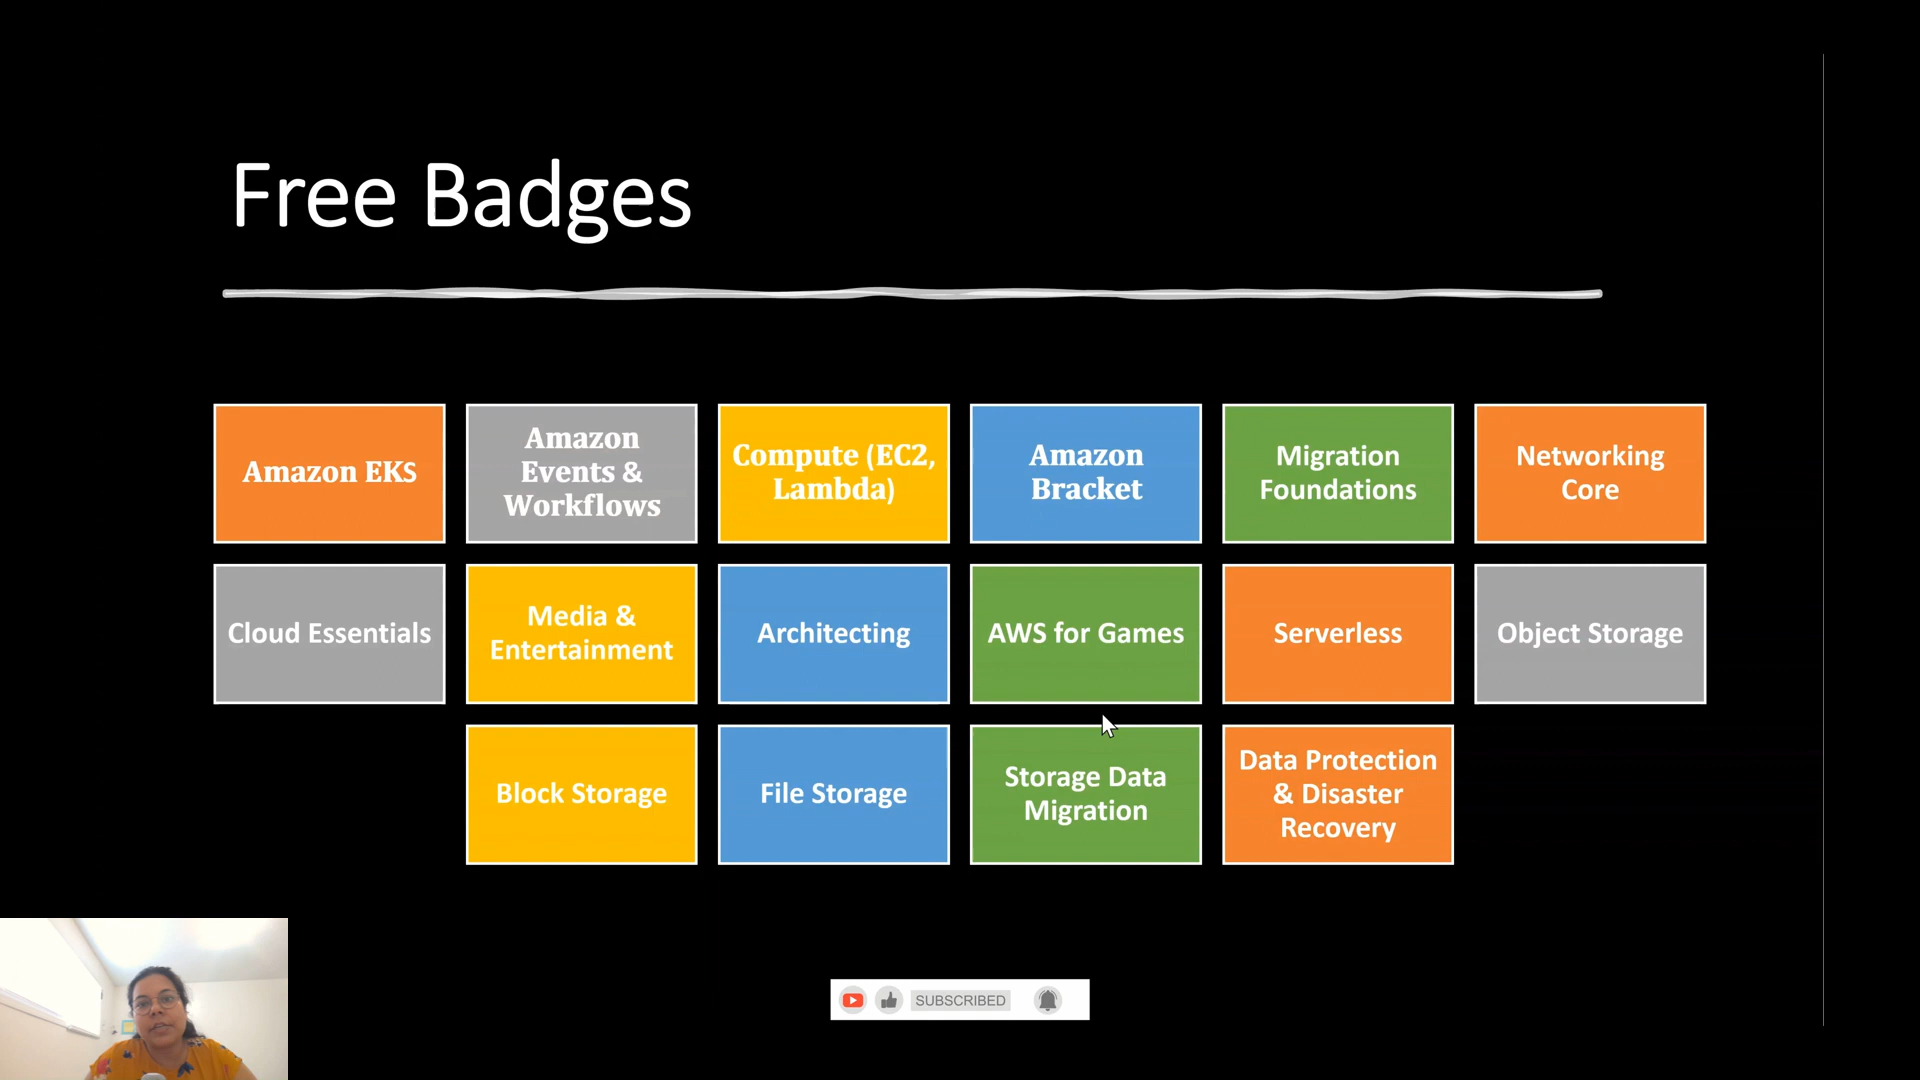 Free Badges
Amazon EKS
Amazon
Events &
Workflows
Compute (EC2,
Lambda)
Amazon
Bracket
Migration
Foundations
Networking
Core
Cloud Essentials
Media &
Entertainment
Architecting
AWS for Games
Serverless
Object Storage
Block Storage
File Storage
Storage Data
Migration
Data Protection
& Disaster
Recovery
SUBSCRIBED